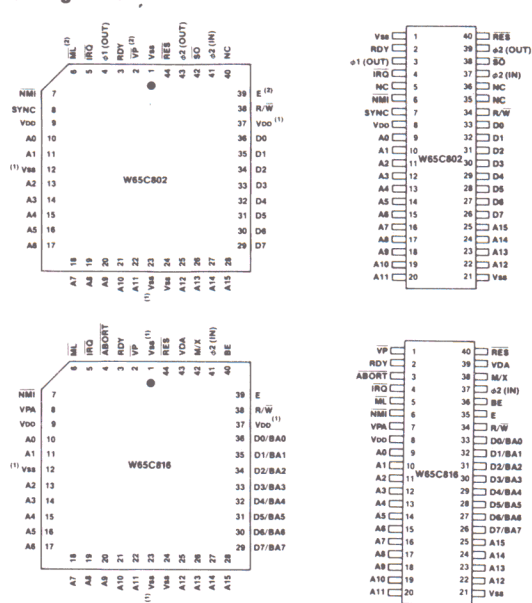 ML (2)
IRQ
φ1 (OUT)
RDY
VP (2)
Vss
RES
φ2 (OUT)
SO
φ2 (IN)
NC
6 5 4 3 2 1 44 43 42 41 40
NMI 7
SYNC 8
VDD 9
A0 10
A1 11
(1) Vss 12
A2 13
A3 14
A4 15
A5 16
A6 17
W65C802
39 E (2)
38 R/W
37 VDD (1)
36 D0
35 D1
34 D2
33 D3
32 D4
31 D5
30 D6
29 D7
18 19 20 21 22 23 24 25 26 27 28
A7
A8
A9
A10
A11
(1) Vss
Vss
A12
A13
A14
A15
Vss 1 40 RES
RDY 2 39 φ2 (OUT)
φ1 (OUT) 3 38 SO
IRQ 4 37 φ2 (IN)
NC 5 36 NC
NMI 6 35 NC
SYNC 7 34 R/W
VDD 8 33 D0
A0 9 32 D1
A1 10 31 D2
A2 11 W65C802 30 D3
A3 12 29 D4
A4 13 28 D5
A5 14 27 D6
A6 15 26 D7
A7 16 25 A15
A8 17 24 A14
A9 18 23 A13
A10 19 22 A12
A11 20 21 Vss
ML
IRQ
ABORT
RDY
VP
Vss (1)
RES
VDA
M/X
φ2 (IN)
BE
6 5 4 3 2 1 44 43 42 41 40
NMI 7
VPA 8
VDD 9
A0 10
A1 11
(1) Vss 12
A2 13
A3 14
A4 15
A5 16
A6 17
W65C816
39 E
38 R/W
37 VDD (1)
36 D0/BA0
35 D1/BA1
34 D2/BA2
33 D3/BA3
32 D4/BA4
31 D5/BA5
30 D6/BA6
29 D7/BA7
18 19 20 21 22 23 24 25 26 27 28
A7
A8
A9
A10
A11
(1) Vss
Vss
A12
A13
A14
A15
VP 1 40 RES
RDY 2 39 VDA
ABORT 3 38 M/X
IRQ 4 37 φ2 (IN)
ML 5 36 BE
NMI 6 35 E
VPA 7 34 R/W
VDD 8 33 D0/BA0
A0 9 32 D1/BA1
A1 10 31 D2/BA2
A2 11 W65C816 30 D3/BA3
A3 12 29 D4/BA4
A4 13 28 D5/BA5
A5 14 27 D6/BA6
A6 15 26 D7/BA7
A7 16 25 A15
A8 17 24 A14
A9 18 23 A13
A10 19 22 A12
A11 20 21 Vss